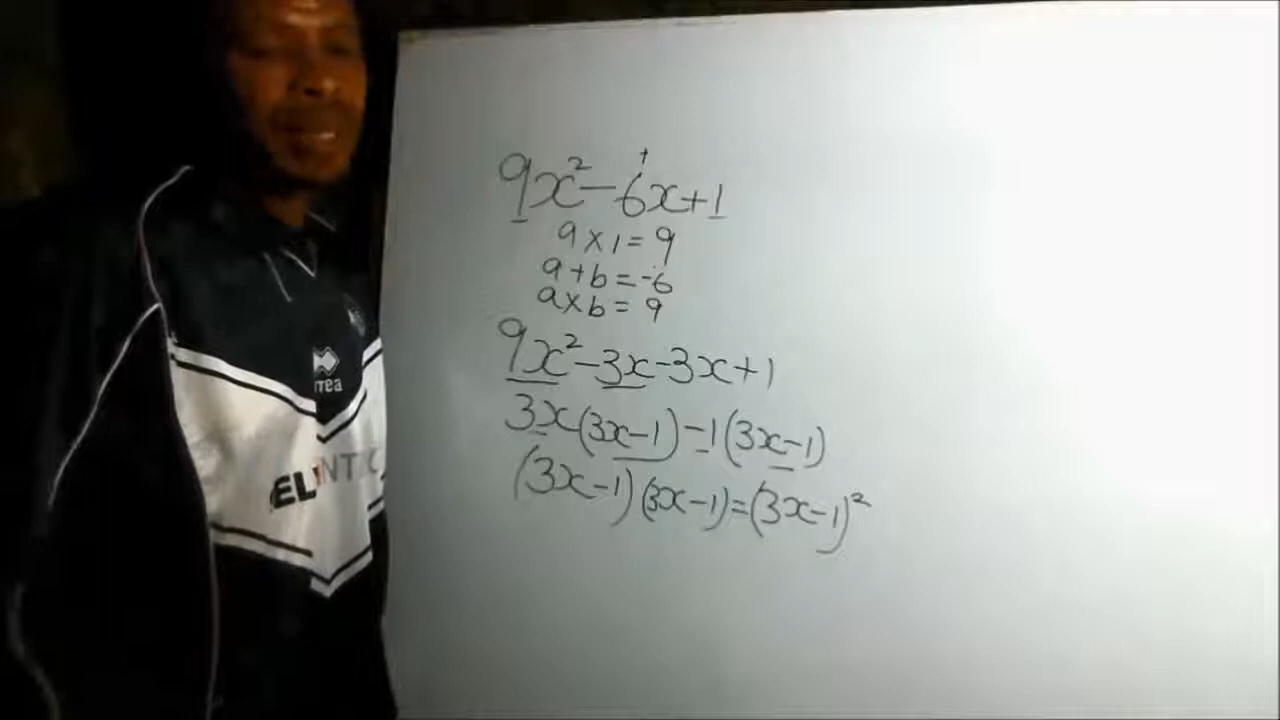 +
9x²-6x+1
9×1=9
a+b=-6
a×b=9
9x²-3x-3x+1
3x(3x-1)-1(3x-1)
(3x-1)(3x-1)=(3x-1)²
rrea